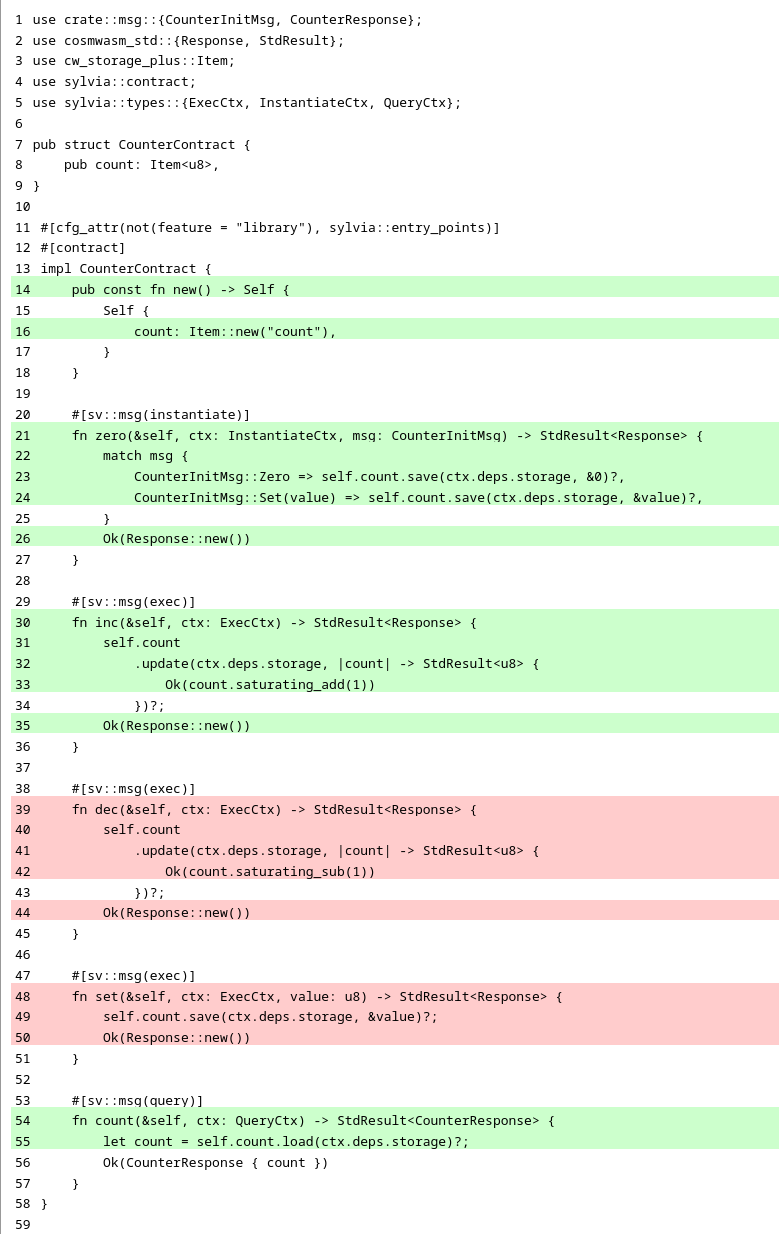 1 use crate::msg::{CounterInitMsg, CounterResponse};
2 use cosmwasm_std::{Response, StdResult};
3 use cw_storage_plus::Item;
4 use sylvia::contract;
5 use sylvia::types::{ExecCtx, InstantiateCtx, QueryCtx};
6
7 pub struct CounterContract {
8     pub count: Item<u8>,
9 }
10
11  #[cfg_attr(not(feature = "library"), sylvia::entry_points)]
12  #[contract]
13  impl CounterContract {
14      pub const fn new() -> Self {
15          Self {
16              count: Item::new("count"),
17          }
18      }
19
20      #[sv::msg(instantiate)]
21      fn zero(&self, ctx: InstantiateCtx, msg: CounterInitMsg) -> StdResult<Response> {
22          match msg {
23              CounterInitMsg::Zero => self.count.save(ctx.deps.storage, &0)?,
24              CounterInitMsg::Set(value) => self.count.save(ctx.deps.storage, &value)?,
25          }
26          Ok(Response::new())
27      }
28
29      #[sv::msg(exec)]
30      fn inc(&self, ctx: ExecCtx) -> StdResult<Response> {
31          self.count
32              .update(ctx.deps.storage, |count| -> StdResult<u8> {
33                  Ok(count.saturating_add(1))
34              })?;
35          Ok(Response::new())
36      }
37
38      #[sv::msg(exec)]
39      fn dec(&self, ctx: ExecCtx) -> StdResult<Response> {
40          self.count
41              .update(ctx.deps.storage, |count| -> StdResult<u8> {
42                  Ok(count.saturating_sub(1))
43              })?;
44          Ok(Response::new())
45      }
46
47      #[sv::msg(exec)]
48      fn set(&self, ctx: ExecCtx, value: u8) -> StdResult<Response> {
49          self.count.save(ctx.deps.storage, &value)?;
50          Ok(Response::new())
51      }
52
53      #[sv::msg(query)]
54      fn count(&self, ctx: QueryCtx) -> StdResult<CounterResponse> {
55          let count = self.count.load(ctx.deps.storage)?;
56          Ok(CounterResponse { count })
57      }
58  }
59